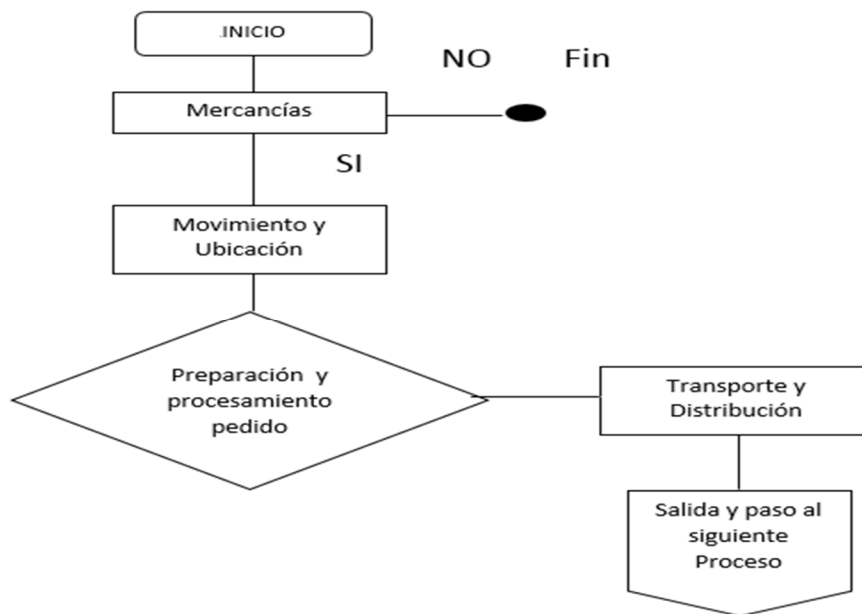 .INICIO
NO Fin
Mercancías
SI
Movimiento y
Ubicación
Preparación y
procesamiento
pedido
Transporte y
Distribución
Salida y paso al
siguiente
Proceso